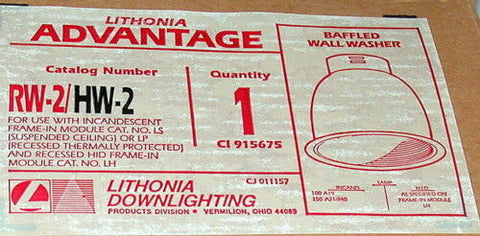 LITHONIA
ADVANTAGE
Catalog Number
RW-2/HW-2
FOR USE WITH INCANDESCENT
FRAME-IN MODULE CAT. NO. LS
(SUSPENDED CEILING) OR LP
(RECESSED THERMALLY PROTECTED)
AND RECESSED HID FRAME-IN
MODULE CAT. NO. LH
Quantity
1
CI 915675
BAFFLED
WALL WASHER
LITHONIA
DOWNLIGHTING
PRODUCTS DIVISION • VERMILION, OHIO 44089
CJ 011157
LAMP
INCAND.
100 A19
150 A21/R40
H.I.D.
AS SPECIFIED ON
FRAME-IN MODULE
LH